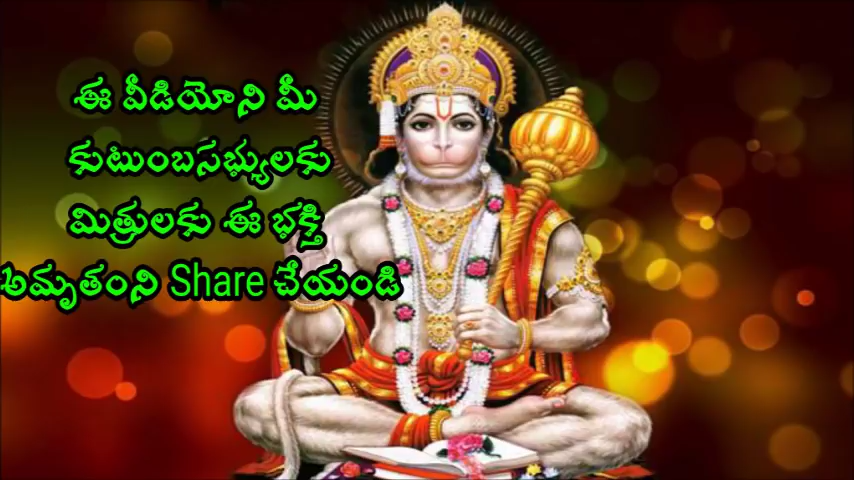 ఈ వీడియోని మీ
కుటుంబసభ్యులకు
మిత్రులకు ఈ భక్తి
అమృతంని Share చేయండి